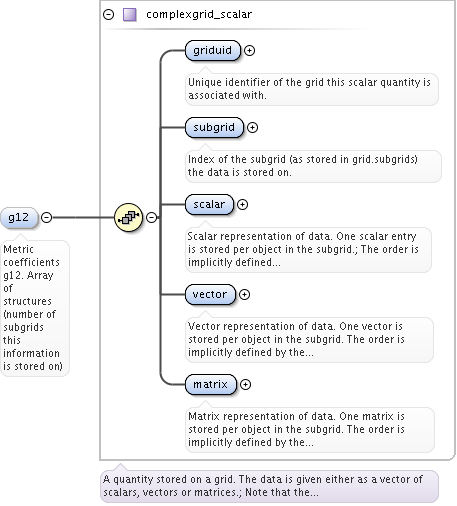 complexgrid_scalar
griduid
Unique identifier of the grid this scalar quantity is
associated with.
subgrid
Index of the subgrid (as stored in grid.subgrids)
the data is stored on.
g12
Metric
coefficients
g12. Array
of
structures
(number of
subgrids
this
information
is stored on)
scalar
Scalar representation of data. One scalar entry
is stored per object in the subgrid.; The order is
implicitly defined...
vector
Vector representation of data. One vector is
stored per object in the subgrid. The order is
implicitly defined by the...
matrix
Matrix representation of data. One matrix is
stored per object in the subgrid. The order is
implicitly defined by the...
A quantity stored on a grid. The data is given either as a vector of
scalars, vectors or matrices.; Note that the...